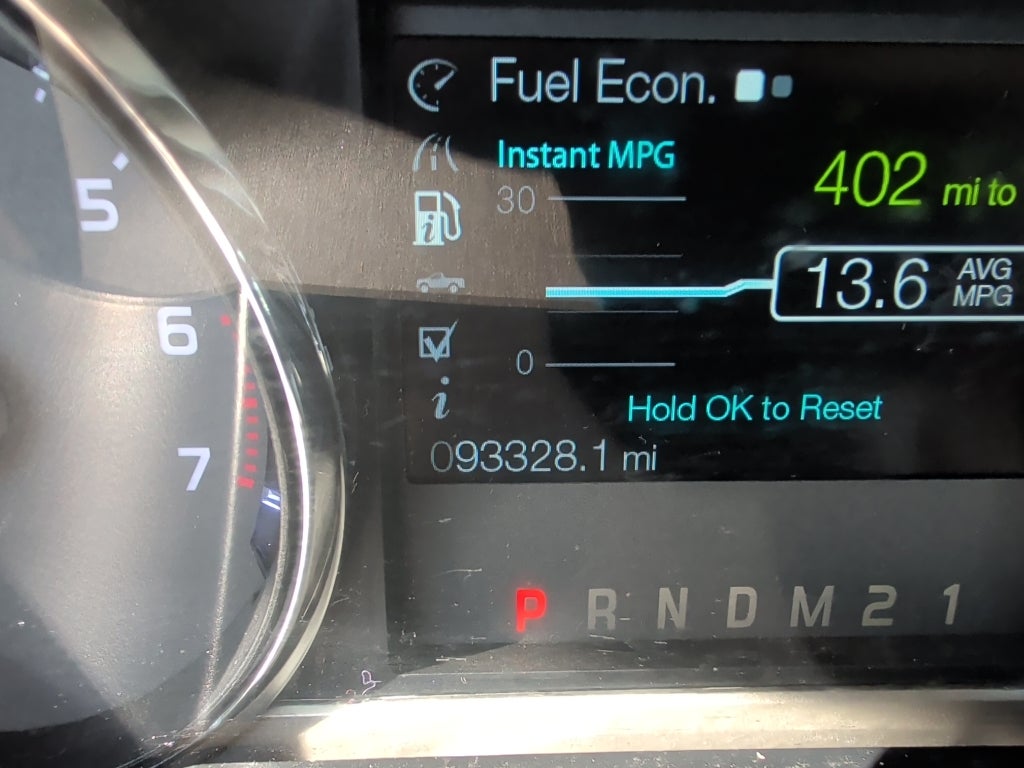 Fuel Econ.
Instant MPG
30
402 mi to
13.6 AVG MPG
0
i
Hold OK to Reset
093328.1 mi
5
6
7
P R N D M 2 1